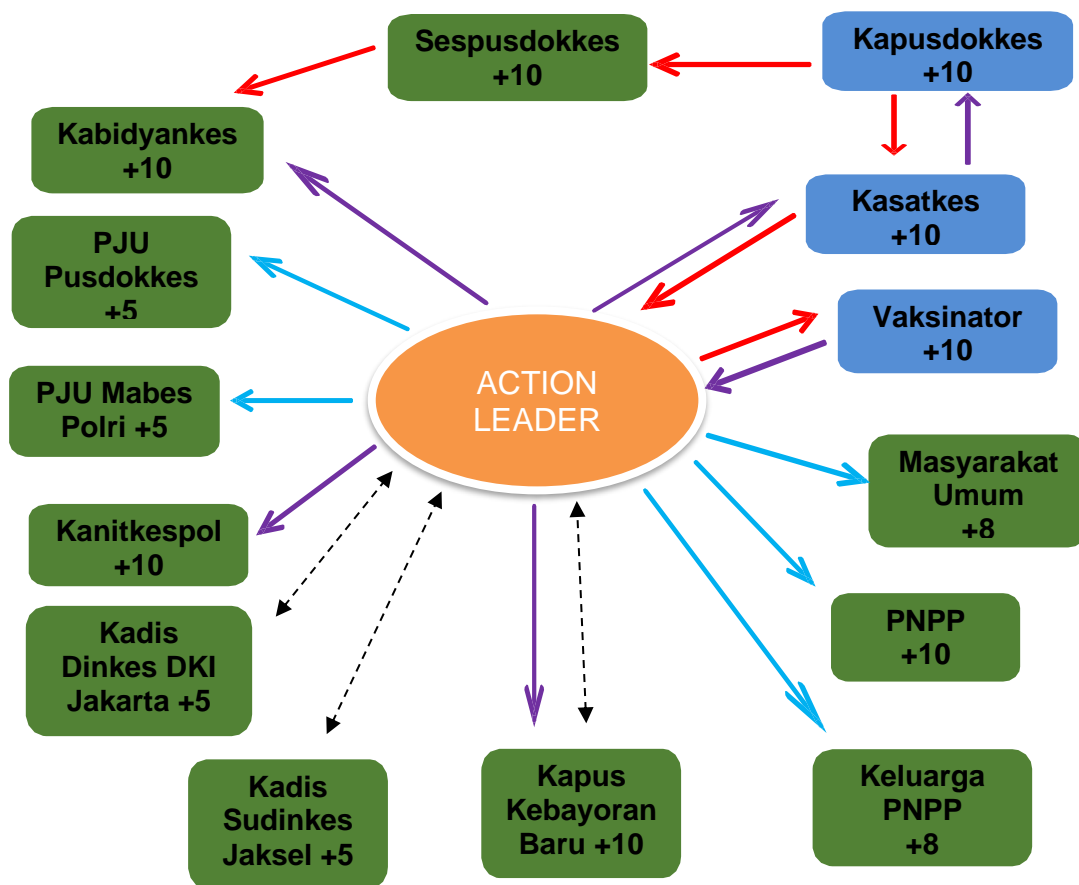 Sespusdokkes
+10
Kapusdokkes
+10
Kabidyankes
+10
Kasatkes
+10
PJU
Pusdokkes
+5
Vaksinator
+10
PJU Mabes
Polri +5
ACTION
LEADER
Masyarakat
Umum
+8
Kanitkespol
+10
Kadis
Dinkes DKI
Jakarta +5
PNPP
+10
Kadis
Sudinkes
Jaksel +5
Kapus
Kebayoran
Baru +10
Keluarga
PNPP
+8